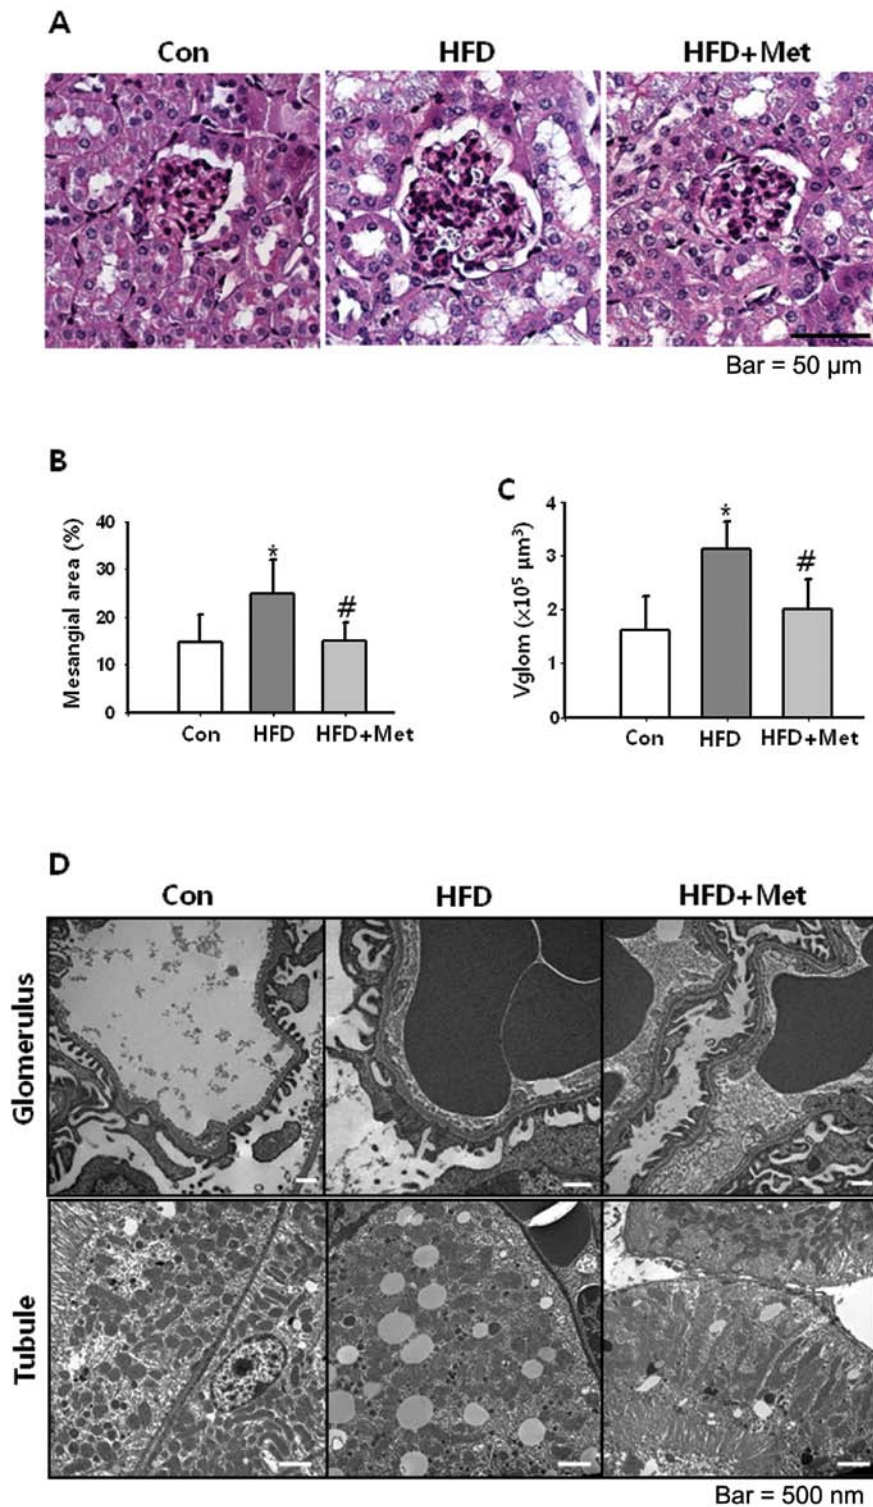 A
Con HFD HFD+Met
Bar = 50 µm
B
Mesangial area (%)
40
30
20
10
0
*
#
Con HFD HFD+Met
C
Vglom (×10⁵ µm³)
4
3
2
1
0
*
#
Con HFD HFD+Met
D
Con HFD HFD+Met
Glomerulus
Tubule
Bar = 500 nm